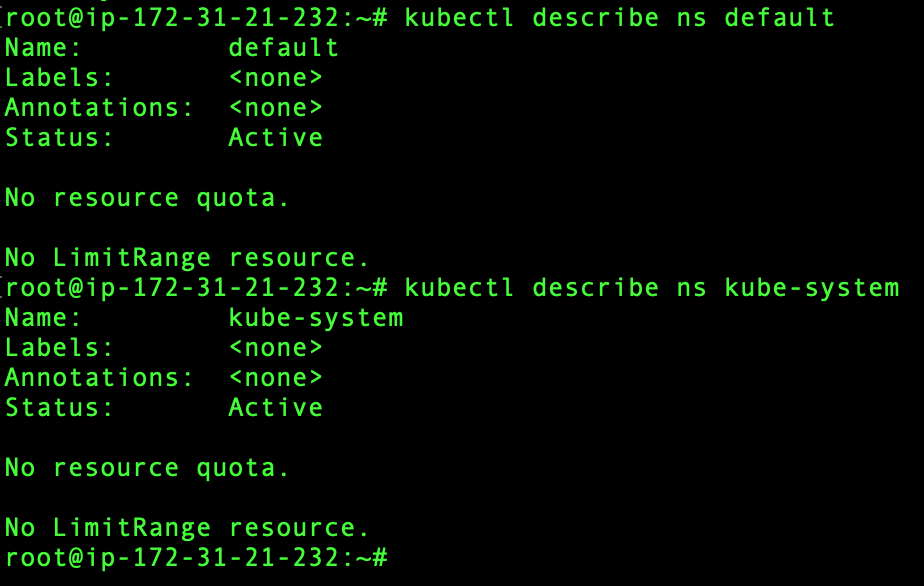 root@ip-172-31-21-232:~# kubectl describe ns default
Name:         default
Labels:       <none>
Annotations:  <none>
Status:       Active

No resource quota.

No LimitRange resource.
root@ip-172-31-21-232:~# kubectl describe ns kube-system
Name:         kube-system
Labels:       <none>
Annotations:  <none>
Status:       Active

No resource quota.

No LimitRange resource.
root@ip-172-31-21-232:~#